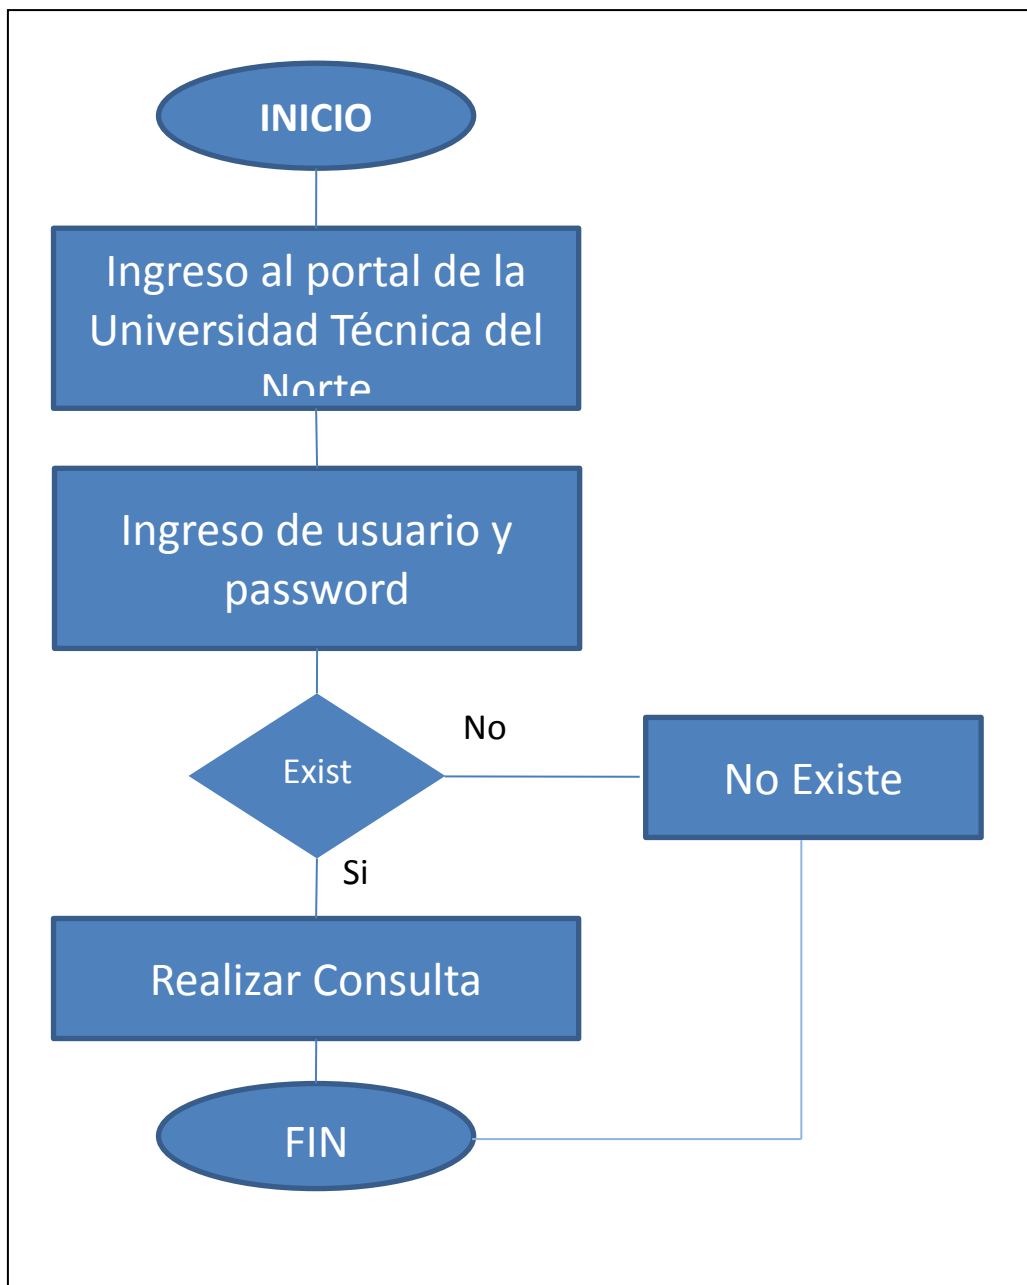 INICIO
Ingreso al portal de la
Universidad Técnica del
Norte
Ingreso de usuario y
password
No
Exist
No Existe
Si
Realizar Consulta
FIN